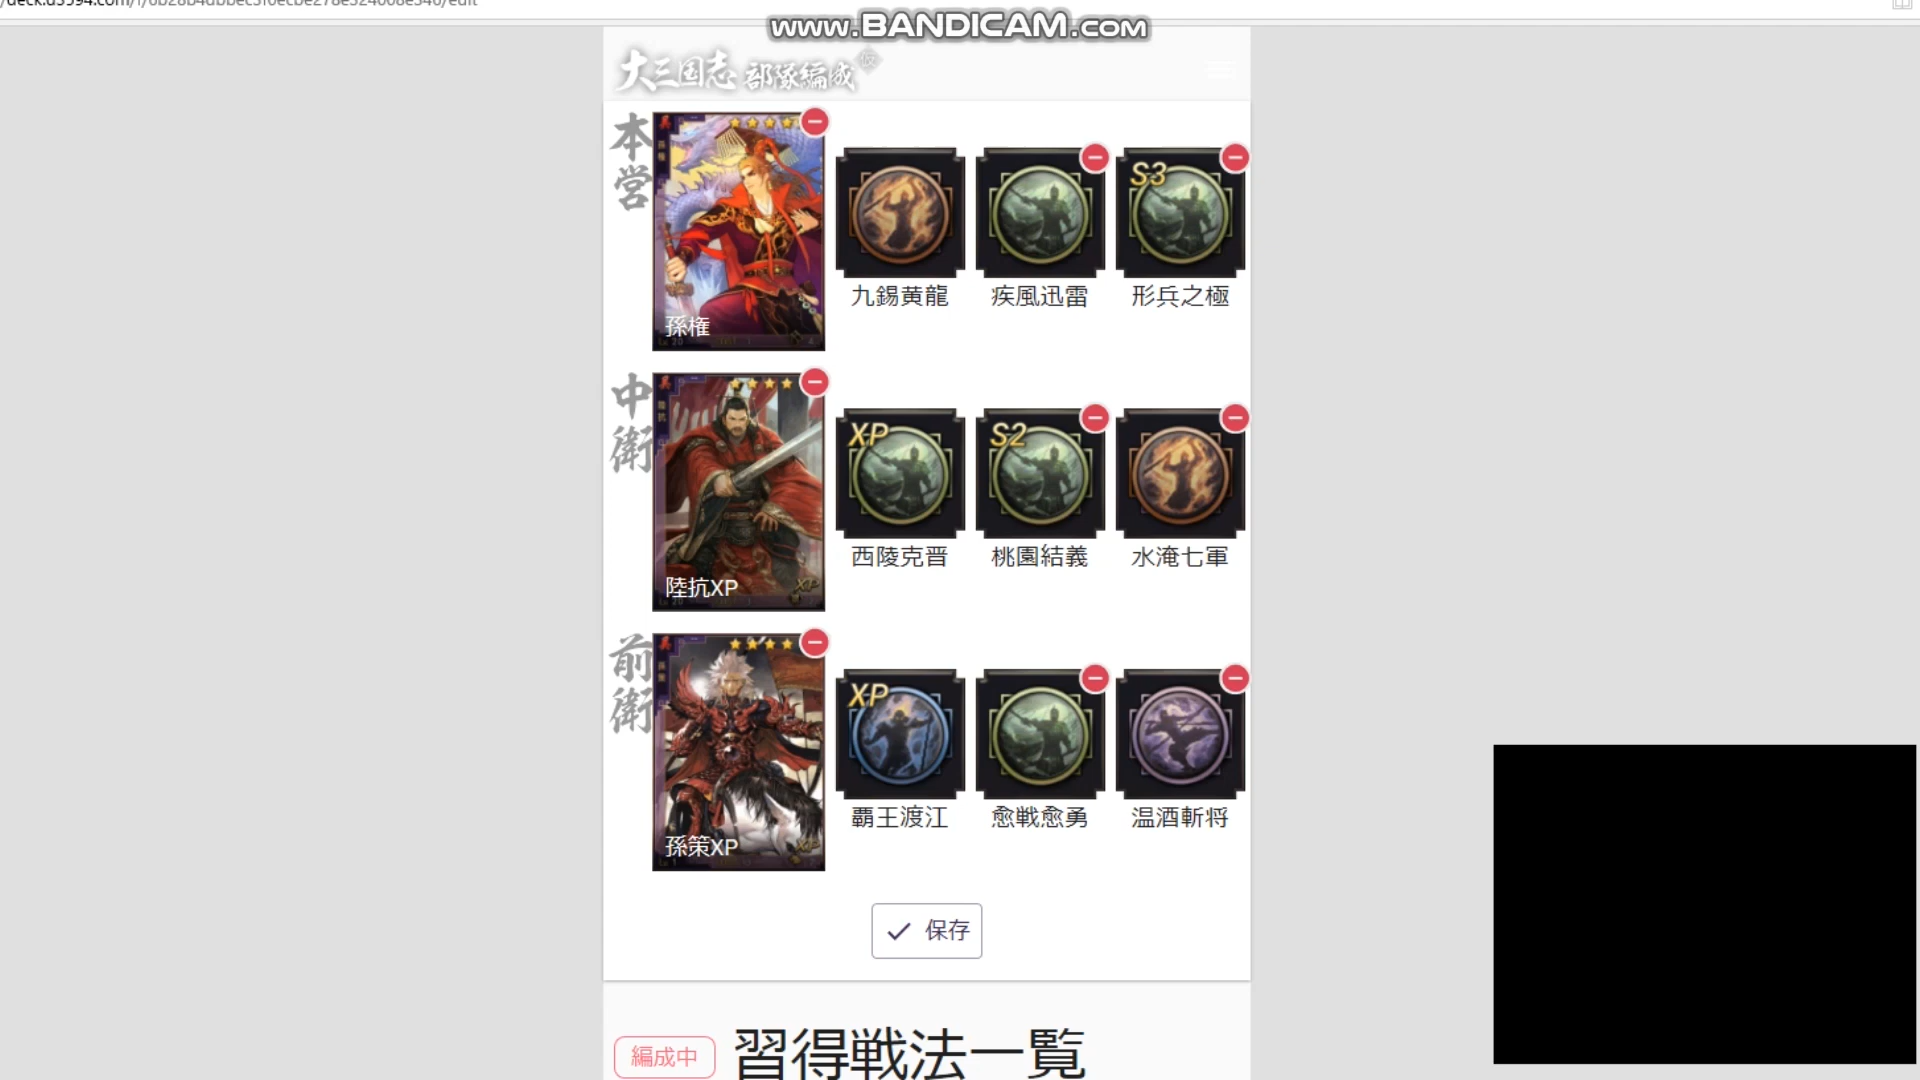 www.BANDICAM.com
大三国志 部隊編成 仮
本営
孫権
九錫黄龍
疾風迅雷
S3
形兵之極
中衛
陸抗XP
XP
西陵克晋
S2
桃園結義
水淹七軍
前衛
孫策XP
XP
覇王渡江
愈戦愈勇
温酒斬将
保存
編成中
習得戦法一覧